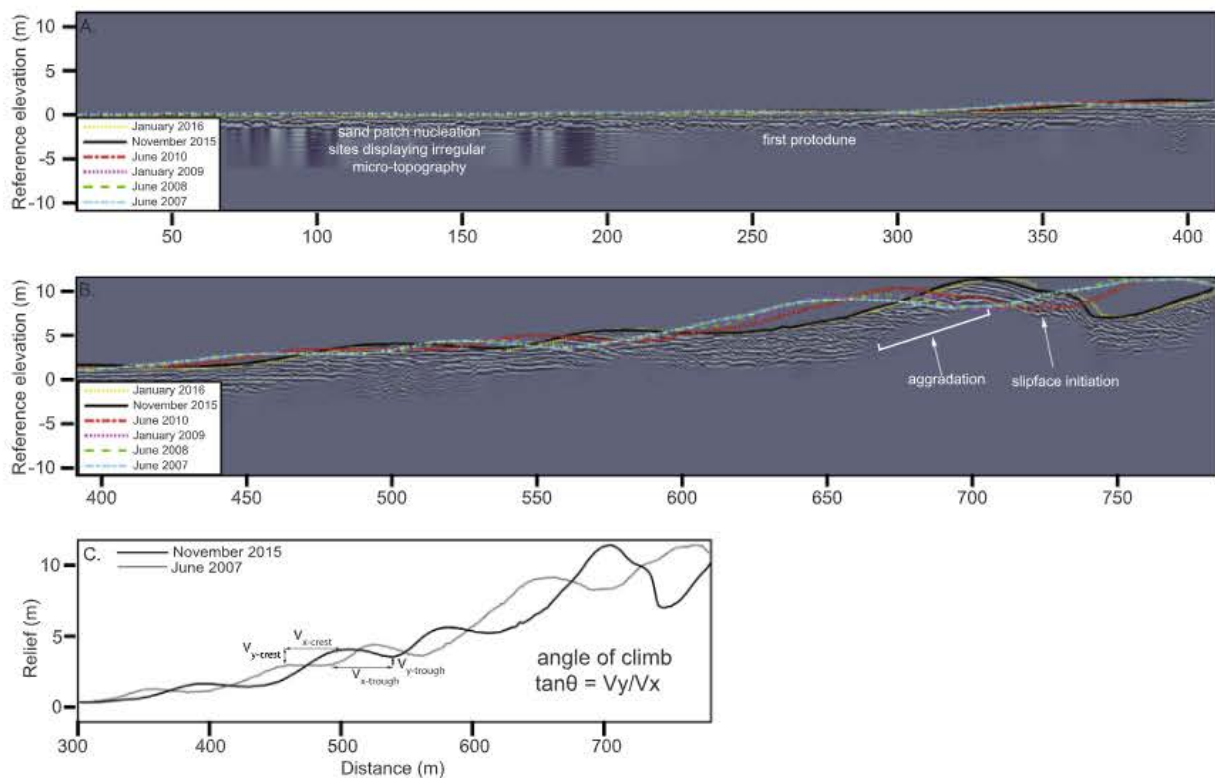 A.
Reference elevation (m)
10
5
0
-5
-10
January 2016
November 2015
June 2010
January 2009
June 2008
June 2007
sand patch nucleation
sites displaying irregular
micro-topography
first protodune
50
100
150
200
250
300
350
400
B.
Reference elevation (m)
10
5
0
-5
-10
January 2016
November 2015
June 2010
January 2009
June 2008
June 2007
aggradation
slipface initiation
400
450
500
550
600
650
700
750
C.
November 2015
June 2007
Relief (m)
10
5
0
Vx-crest
Vy-crest
Vy-trough
Vx-trough
angle of climb
tanθ = Vy/Vx
300
400
500
600
700
Distance (m)